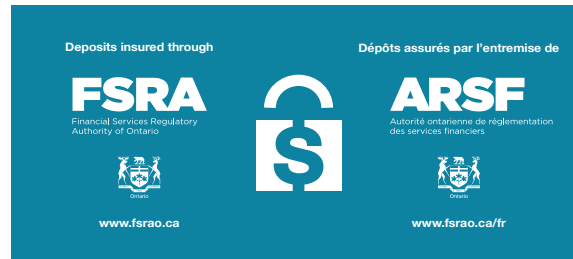 Deposits insured through
FSRA
Financial Services Regulatory
Authority of Ontario
Ontario
www.fsrao.ca
$
Dépôts assurés par l'entremise de
ARSF
Autorité ontarienne de réglementation
des services financiers
Ontario
www.fsrao.ca/fr